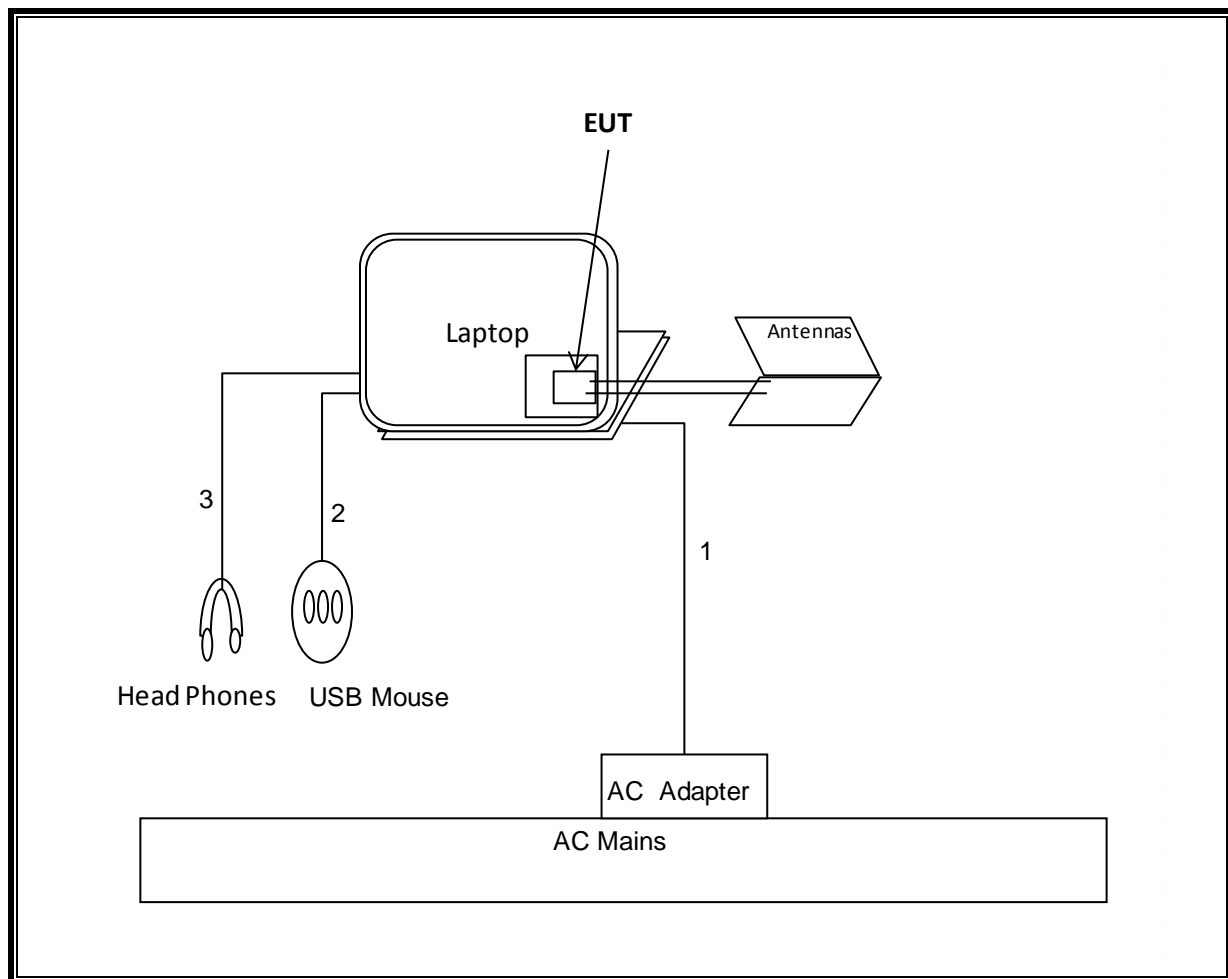 EUT
Laptop
Antennas
3
2
1
Head Phones
USB Mouse
AC Adapter
AC Mains